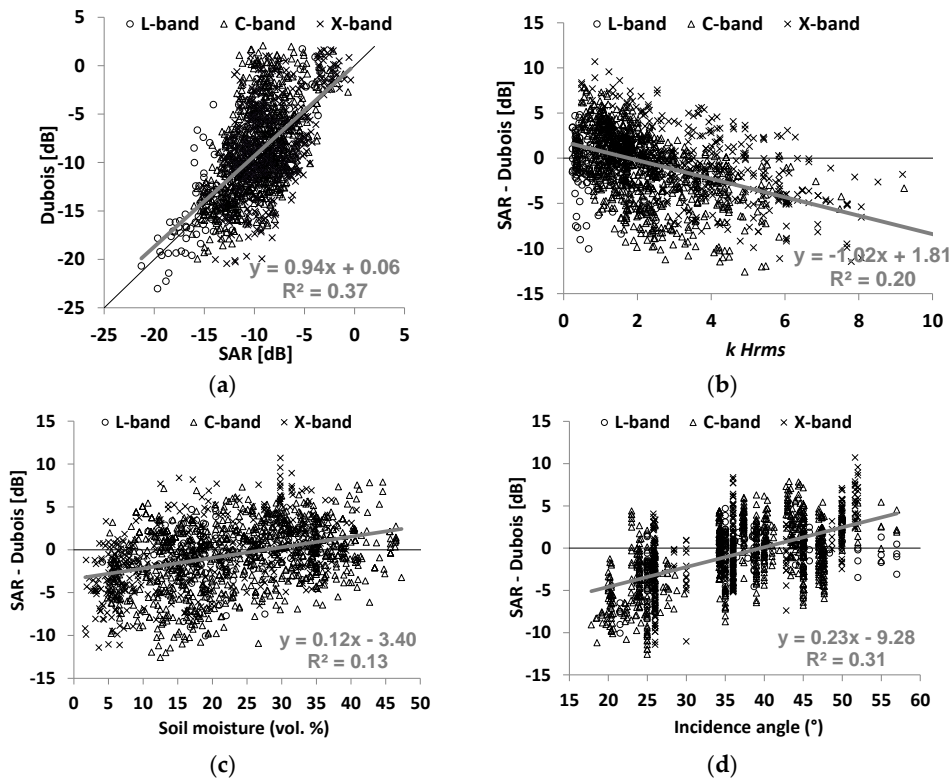 ○ L-band △ C-band × X-band
5
0
-5
-10
-15
-20
-25
Dubois [dB]
y = 0.94x + 0.06
R² = 0.37
-25 -20 -15 -10 -5 0 5
SAR [dB]
(a)
○ L-band △ C-band × X-band
15
10
5
0
-5
-10
-15
SAR - Dubois [dB]
y = -1.02x + 1.81
R² = 0.20
0 2 4 6 8 10
k Hrms
(b)
○ L-band △ C-band × X-band
15
10
5
0
-5
-10
-15
SAR - Dubois [dB]
y = 0.12x - 3.40
R² = 0.13
0 5 10 15 20 25 30 35 40 45 50
Soil moisture (vol. %)
(c)
○ L-band △ C-band × X-band
15
10
5
0
-5
-10
-15
SAR - Dubois [dB]
y = 0.23x - 9.28
R² = 0.31
15 20 25 30 35 40 45 50 55 60
Incidence angle (°)
(d)